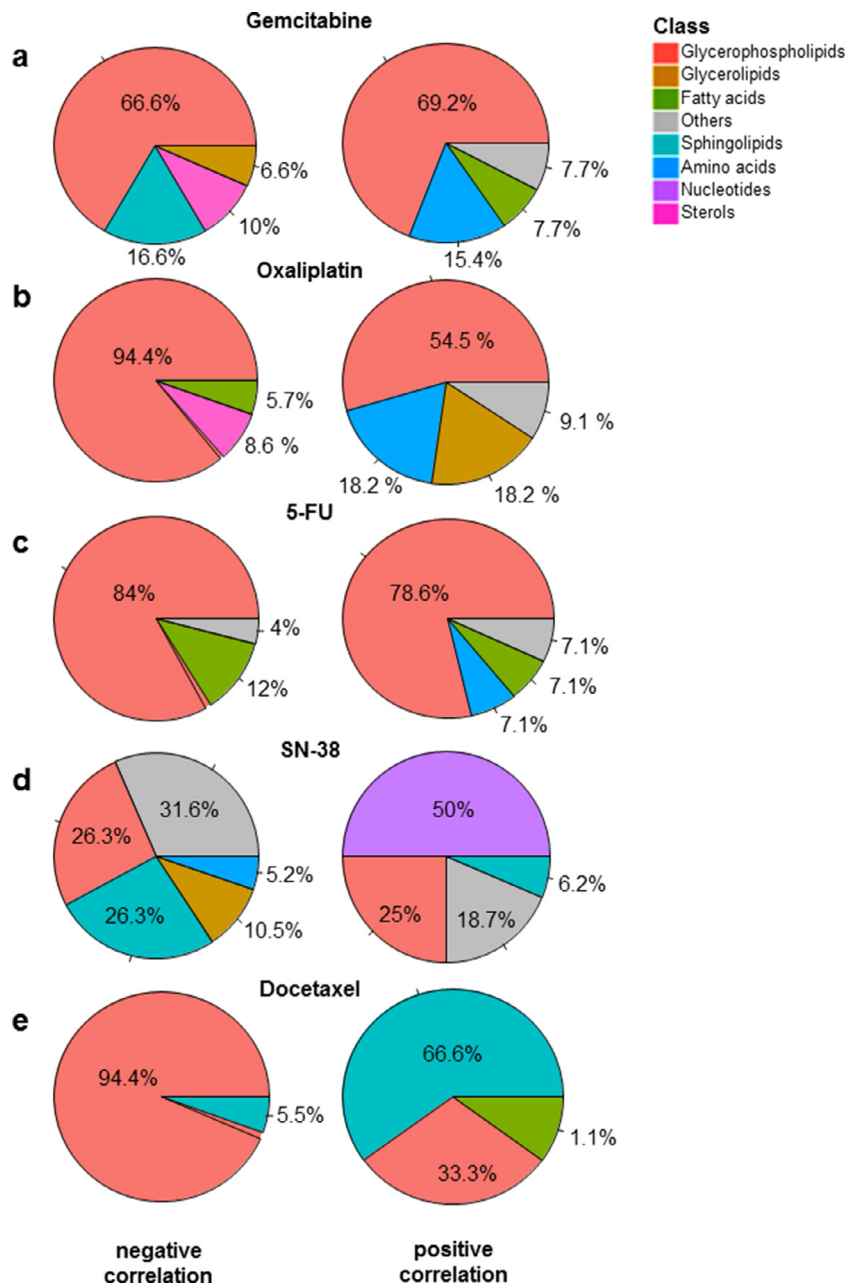 Gemcitabine
Class
Glycerophospholipids
Glycerolipids
Fatty acids
Others
Sphingolipids
Amino acids
Nucleotides
Sterols
a
66.6%
6.6%
10%
16.6%
69.2%
7.7%
7.7%
15.4%
Oxaliplatin
b
94.4%
5.7%
8.6 %
54.5 %
9.1 %
18.2 %
18.2 %
5-FU
c
84%
4%
12%
78.6%
7.1%
7.1%
7.1%
SN-38
d
31.6%
26.3%
26.3%
5.2%
10.5%
50%
6.2%
25%
18.7%
Docetaxel
e
94.4%
5.5%
66.6%
1.1%
33.3%
negative
correlation
positive
correlation